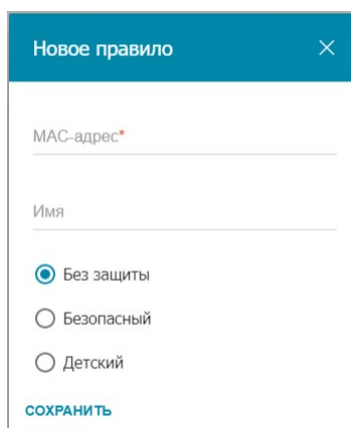 Новое правило
MAC-адрес*
Имя
Без защиты
Безопасный
Детский
СОХРАНИТЬ